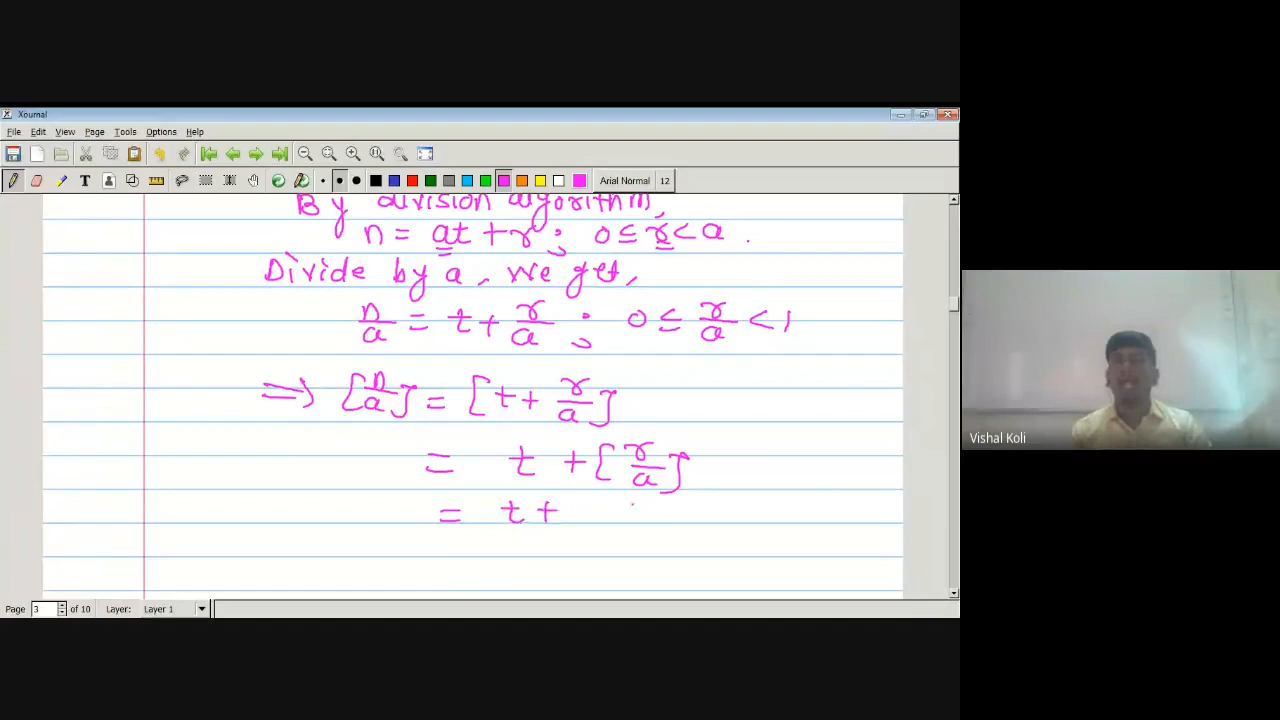 Xournal
File Edit View Page Tools Options Help
T
Arial Normal 12
By division algorithm,
n = at + r ; 0 ≤ r < a .
Divide by a, we get,
n/a = t + r/a ; 0 ≤ r/a < 1
⇒ [n/a] = [t + r/a]
= t + [r/a]
= t +
Page 3 of 10 Layer: Layer 1
Vishal Koli